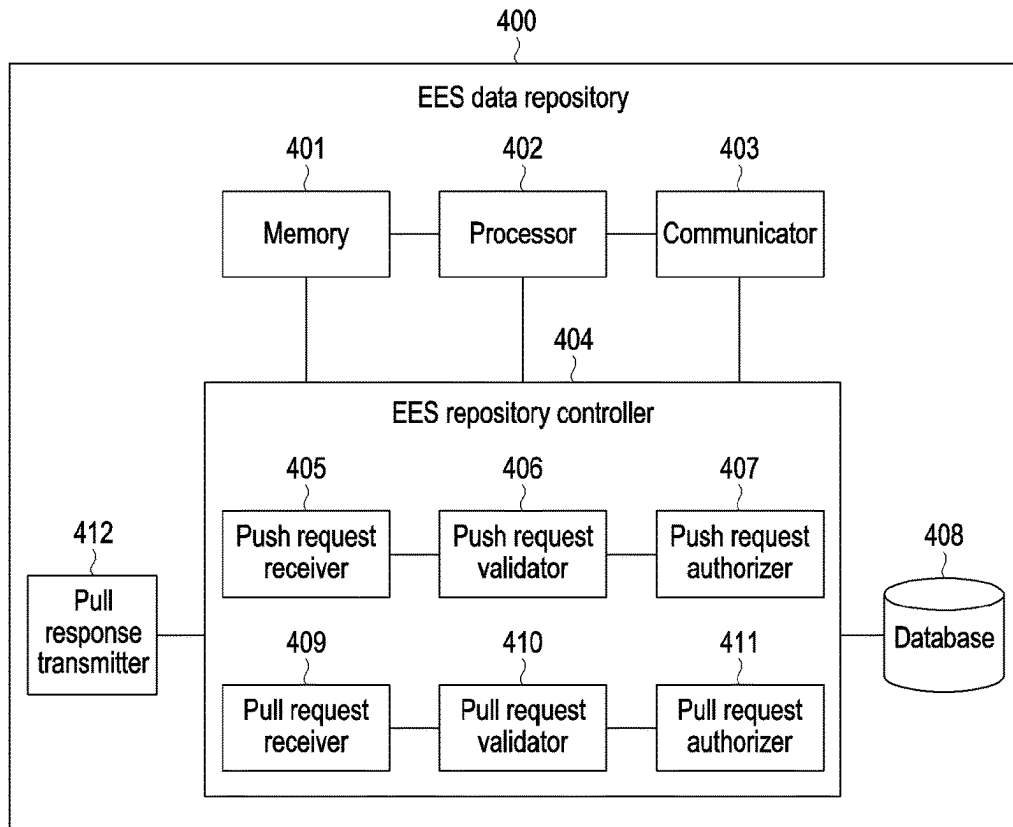 400
EES data repository
401
402
403
Memory
Processor
Communicator
404
EES repository controller
405
406
407
Push request
receiver
Push request
validator
Push request
authorizer
412
Pull
response
transmitter
408
Database
409
410
411
Pull request
receiver
Pull request
validator
Pull request
authorizer